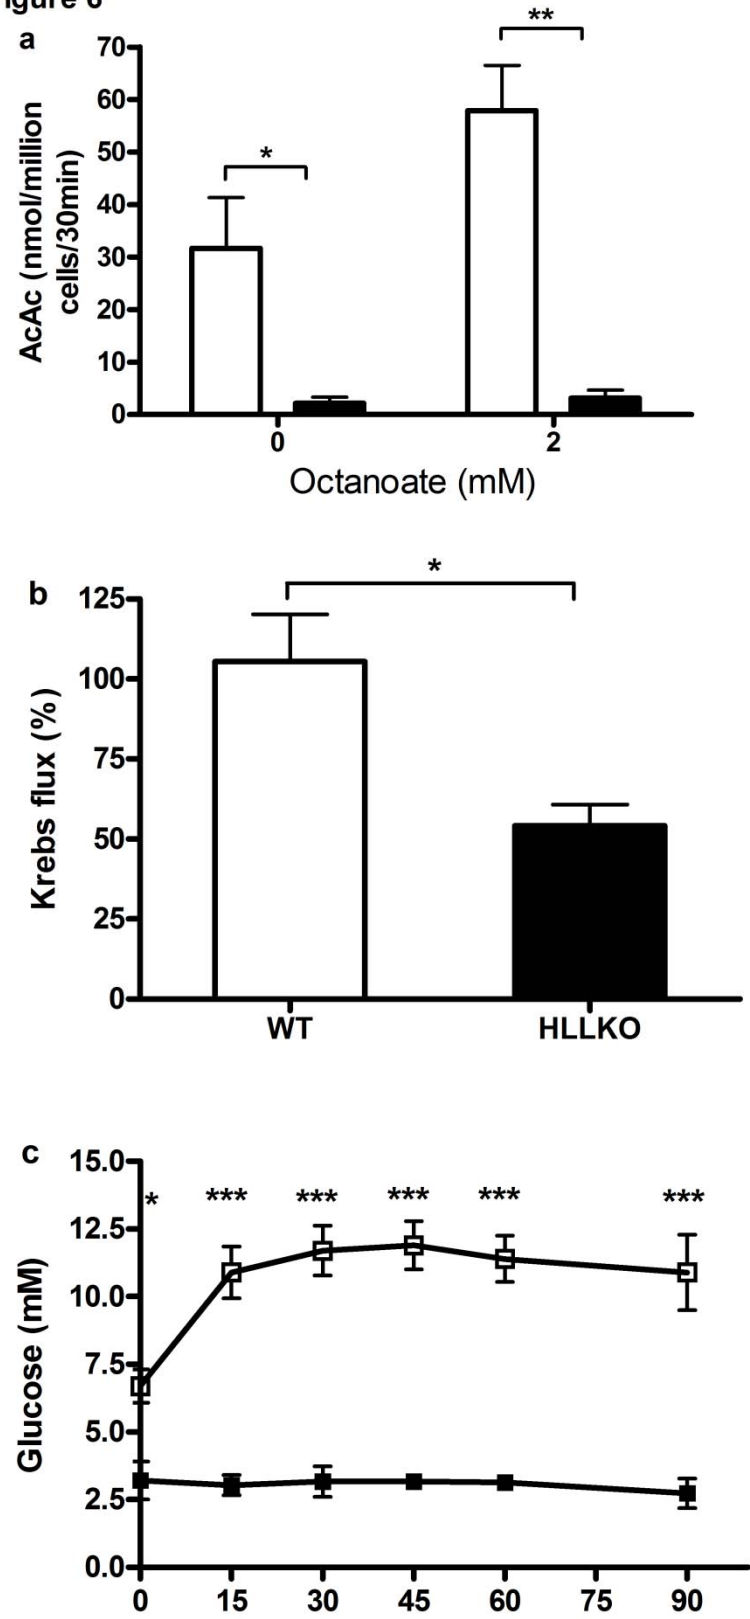 a
**
*
70
60
50
40
30
20
10
0
AcAc (nmol/million
cells/30min)
0 2
Octanoate (mM)
b
*
125
100
75
50
25
0
Krebs flux (%)
WT HLLKO
c
* *** *** *** *** ***
15.0
12.5
10.0
7.5
5.0
2.5
0.0
Glucose (mM)
0 15 30 45 60 75 90